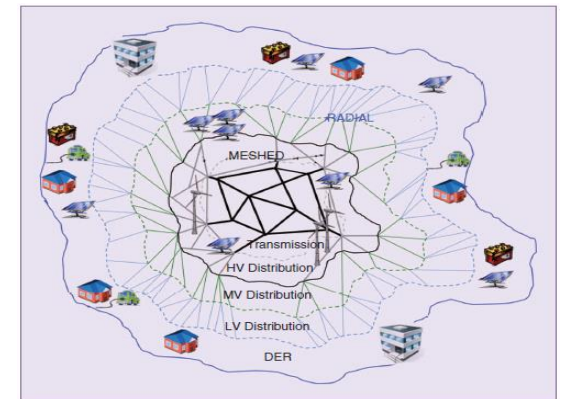 RADIAL
MESHED
Transmission
HV Distribution
MV Distribution
LV Distribution
DER